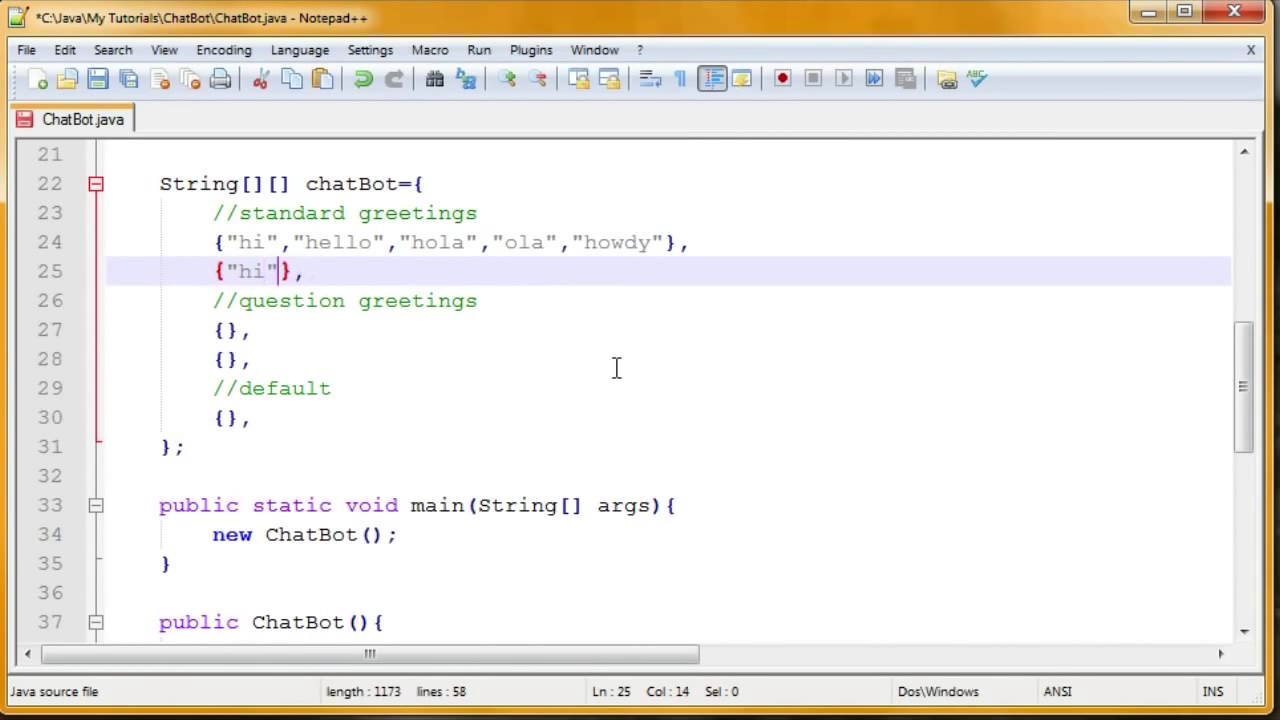 *C:\Java\My Tutorials\ChatBot\ChatBot.java - Notepad++
File Edit Search View Encoding Language Settings Macro Run Plugins Window ? X
ABC
ChatBot.java
21
22 String[][] chatBot={
23 //standard greetings
24 {"hi","hello","hola","ola","howdy"},
25 {"hi"},
26 //question greetings
27 {},
28 {},
29 //default
30 {},
31 };
32
33 public static void main(String[] args){
34 new ChatBot();
35 }
36
37 public ChatBot(){
Java source file length : 1173 lines : 58 Ln : 25 Col : 14 Sel : 0 Dos\Windows ANSI INS